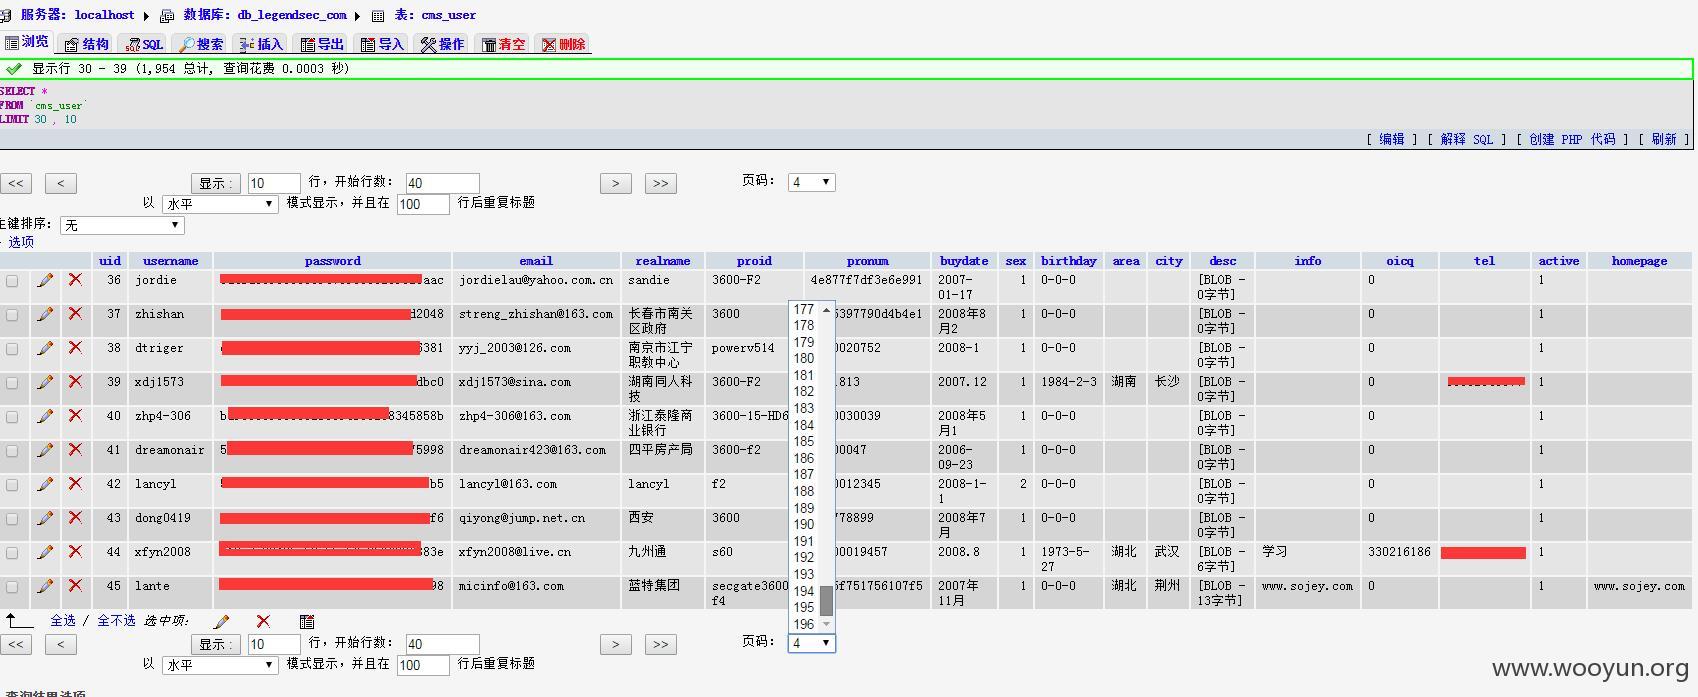 服务器: localhost ▸ 数据库: db_legendsec_com ▸ 表: cms_user
浏览 结构 SQL 搜索 插入 导出 导入 操作 清空 删除
显示行 30 - 39 (1,954 总计, 查询花费 0.0003 秒)
SELECT *
FROM `cms_user`
LIMIT 30 , 10
[ 编辑 ] [ 解释 SQL ] [ 创建 PHP 代码 ] [ 刷新 ]
<< < 显示 : 10 行，开始行数: 40 > >> 页码: 4
以 水平 模式显示，并且在 100 行后重复标题
主键排序: 无
选项
uid username password email realname proid pronum buydate sex birthday area city desc info oicq tel active homepage
36 jordie aac jordielau@yahoo.com.cn sandie 3600-F2 4e877f7df3e6e991 2007-01-17 1 0-0-0 [BLOB - 0字节] 0 1
37 zhishan d2048 streng_zhishan@163.com 长春市南关区政府 3600 5397790d4b4e1 2008年8月2 1 0-0-0 [BLOB - 0字节] 0 1
38 dtriger 6381 yyj_2003@126.com 南京市江宁职教中心 powerv514 0020752 2008-1 1 0-0-0 [BLOB - 0字节] 0 1
39 xdj1573 dbc0 xdj1573@sina.com 湖南同人科技 3600-F2 1813 2007.12 1 1984-2-3 湖南 长沙 [BLOB - 0字节] 0 1
40 zhp4-306 b 8345858b zhp4-306@163.com 浙江泰隆商业银行 3600-15-HD6 0030039 2008年5月1 1 0-0-0 [BLOB - 0字节] 0 1
41 dreamonair 5 75998 dreamonair423@163.com 四平房产局 3600-f2 00047 2006-09-23 1 0-0-0 [BLOB - 0字节] 0 1
42 lancyl b5 lancyl@163.com lancyl f2 0012345 2008-1-1 2 0-0-0 [BLOB - 0字节] 0 1
43 dong0419 f6 qiyong@jump.net.cn 西安 3600 778899 2008年7月 1 0-0-0 [BLOB - 0字节] 0 1
44 xfyn2008 83e xfyn2008@live.cn 九州通 s60 00019457 2008.8 1 1973-5-27 湖北 武汉 [BLOB - 6字节] 学习 330216186 1
45 lante 98 micinfo@163.com 蓝特集团 secgate3600 f4 5f751756107f5 2007年11月 1 0-0-0 湖北 荆州 [BLOB - 13字节] www.sojey.com 0 1 www.sojey.com
177
178
179
180
181
182
183
184
185
186
187
188
189
190
191
192
193
194
195
196
全选 / 全不选 选中项:
<< < 显示 : 10 行，开始行数: 40 > >> 页码: 4
以 水平 模式显示，并且在 100 行后重复标题
查询结果选项
www.wooyun.org